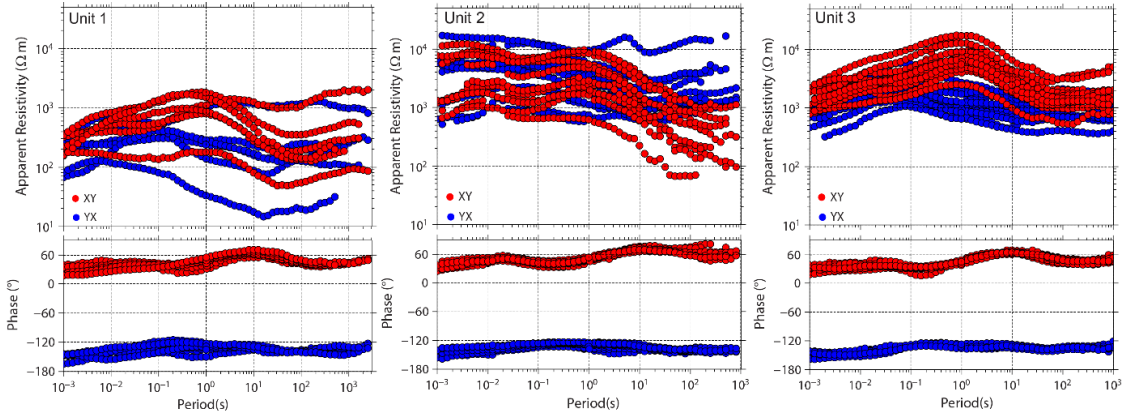 Unit 1
Apparent Resistivity (Ω m)
10⁴
10³
10²
10¹
XY
YX
Phase (°)
60
0
−60
−120
−180
10⁻³ 10⁻² 10⁻¹ 10⁰ 10¹ 10² 10³
Period(s)
Unit 2
Apparent Resistivity (Ω m)
10⁴
10³
10²
10¹
XY
YX
Phase (°)
60
0
−60
−120
−180
10⁻³ 10⁻² 10⁻¹ 10⁰ 10¹ 10² 10³
Period(s)
Unit 3
Apparent Resistivity (Ω m)
10⁴
10³
10²
10¹
XY
YX
Phase (°)
60
0
−60
−120
−180
10⁻³ 10⁻² 10⁻¹ 10⁰ 10¹ 10² 10³
Period(s)